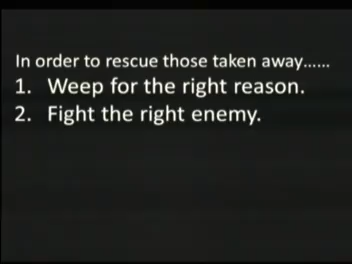 In order to rescue those taken away......
1. Weep for the right reason.
2. Fight the right enemy.